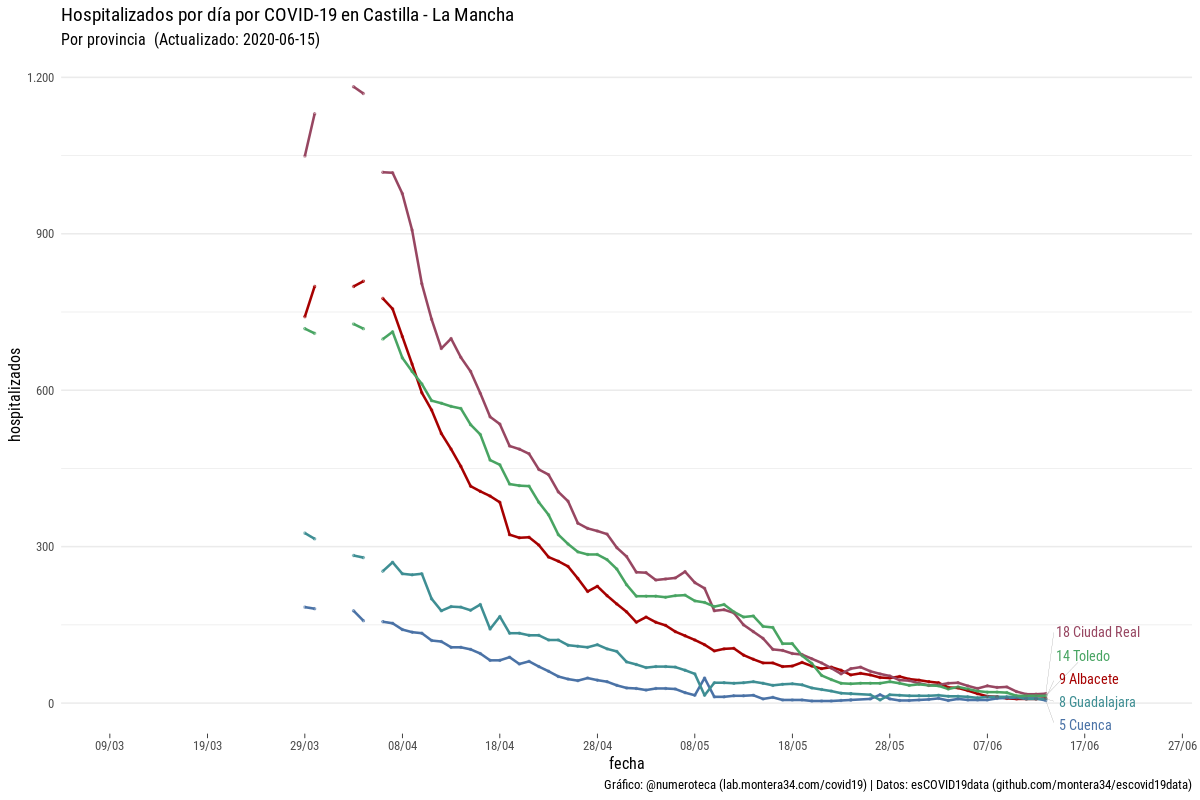 Hospitalizados por día por COVID-19 en Castilla - La Mancha
Por provincia (Actualizado: 2020-06-15)
hospitalizados
1.200
900
600
300
0
18 Ciudad Real
14 Toledo
9 Albacete
8 Guadalajara
5 Cuenca
09/03 19/03 29/03 08/04 18/04 28/04 08/05 18/05 28/05 07/06 17/06 27/06
fecha
Gráfico: @numeroteca (lab.montera34.com/covid19) | Datos: esCOVID19data (github.com/montera34/escovid19data)